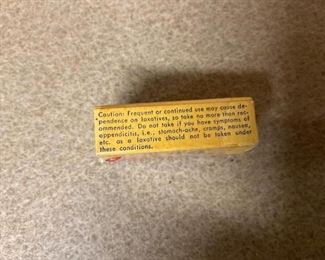 Caution: Frequent or continued use may cause de-
pendence on laxatives, so take no more than rec-
ommended. Do not take if you have symptoms of
appendicitis, i.e., stomach-ache, cramps, nausea,
etc. as a laxative should not be taken under
these conditions.